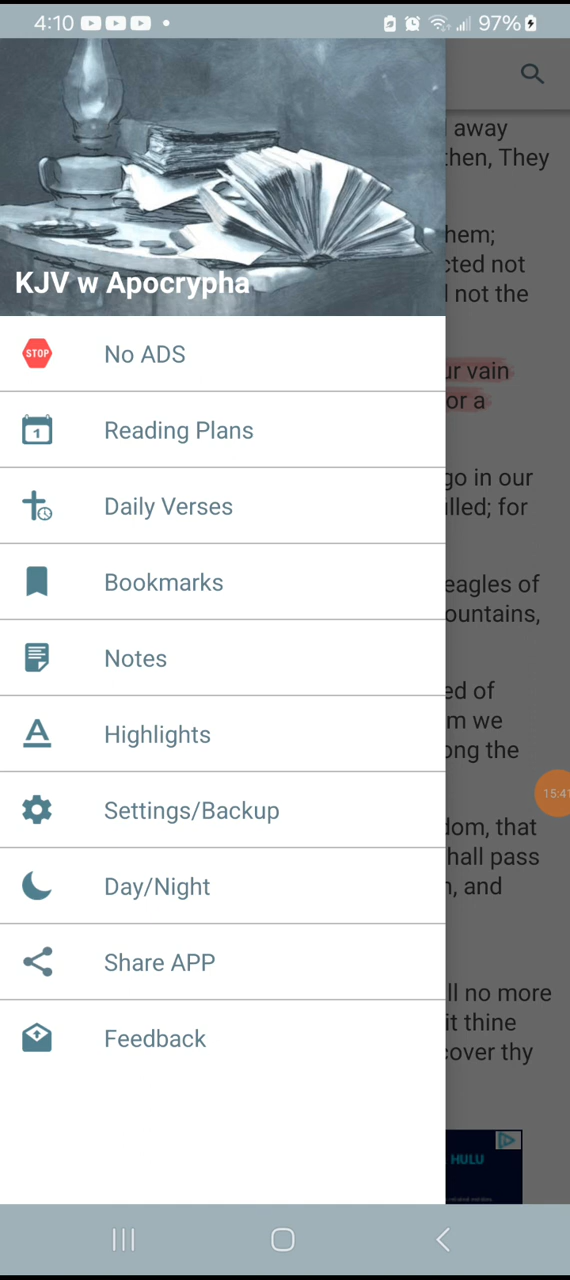 4:10 97%
KJV w Apocrypha
STOP No ADS
1 Reading Plans
Daily Verses
Bookmarks
Notes
A Highlights
Settings/Backup
Day/Night
Share APP
Feedback
away
then, They
hem;
cted not
not the
ur vain
or a
go in our
lled; for
eagles of
ountains,
ed of
m we
ong the
15:41
dom, that
hall pass
, and
ll no more
it thine
cover thy
HULU